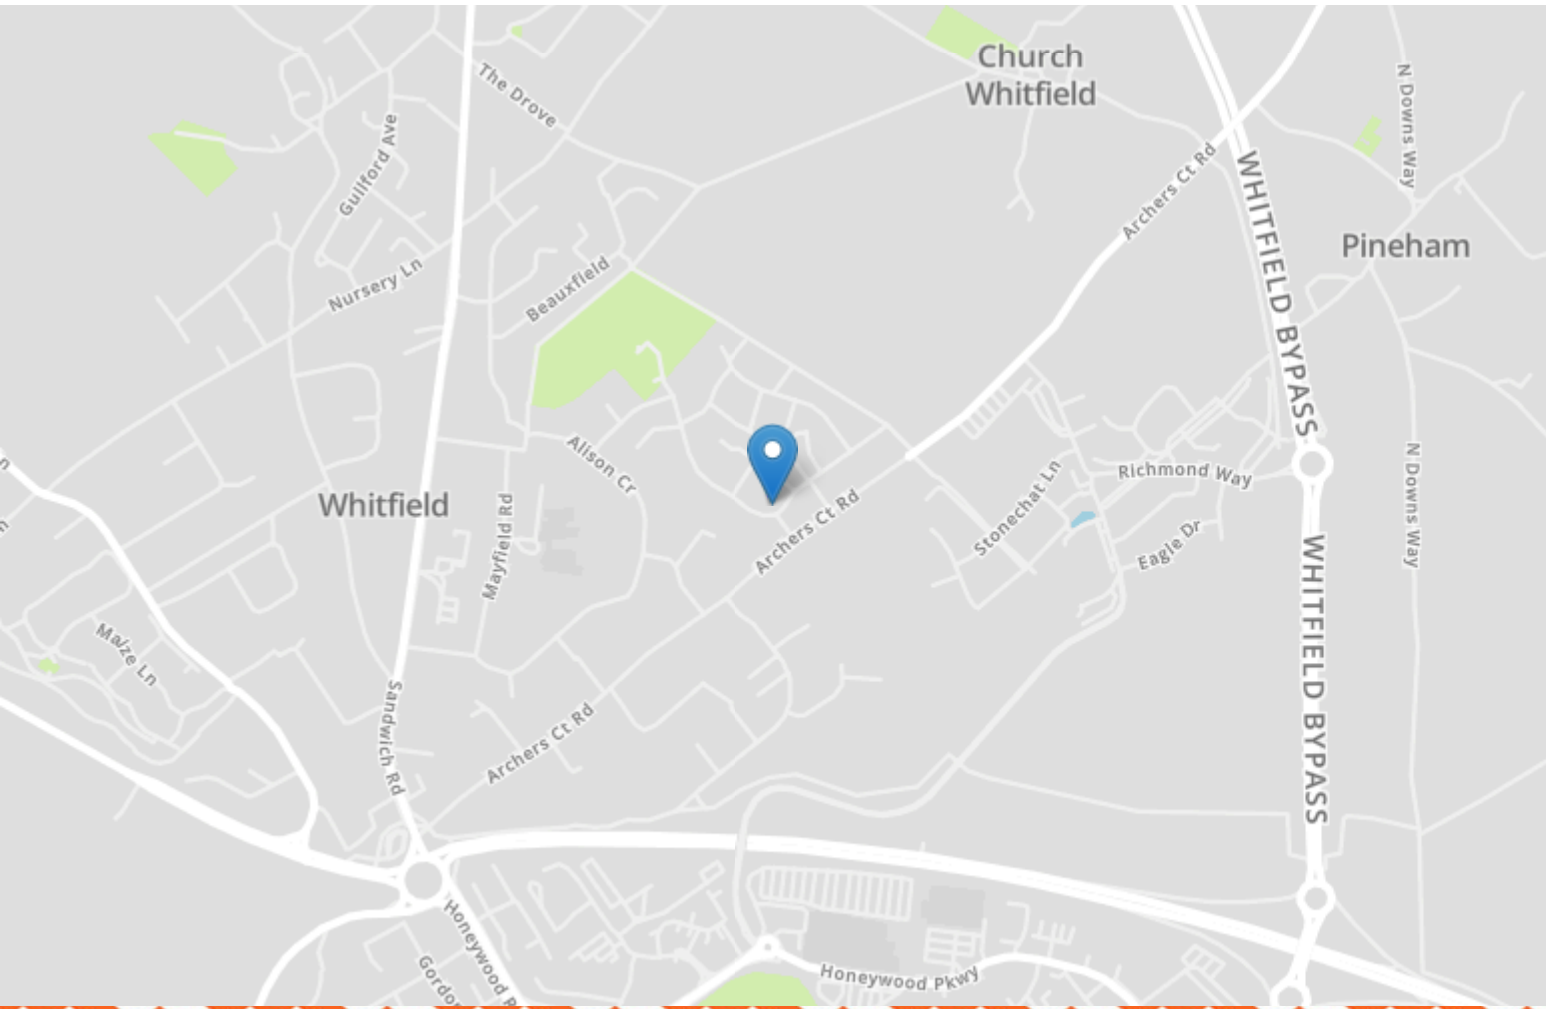 Church
Whitfield
The Drove
N Downs Way
Guilford Ave
Archers Ct Rd
WHITFIELD BYPASS
Pineham
Nursery Ln
Beauxfield
Alison Cr
Richmond Way
N Downs Way
Whitfield
Mayfield Rd
Archers Ct Rd
Stonechat Ln
Eagle Dr
WHITFIELD BYPASS
Maize Ln
Sandwich Rd
Archers Ct Rd
Honeywood
Honeywood Pkwy